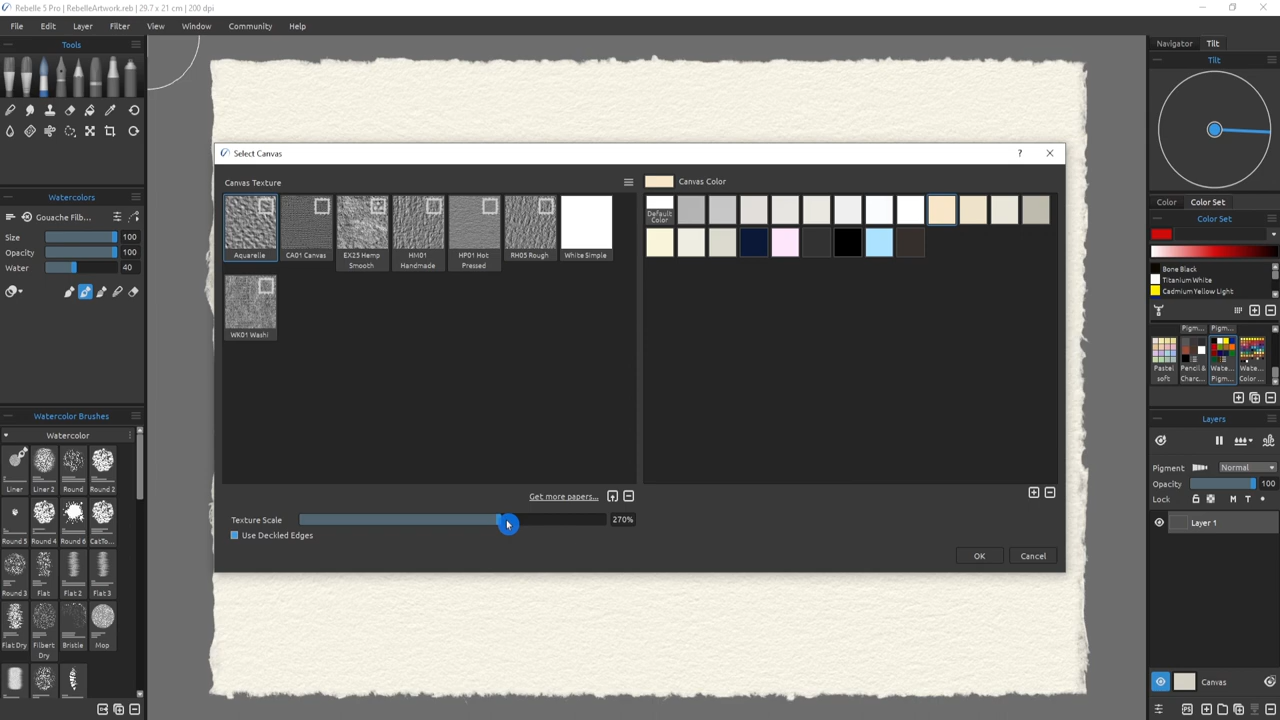 Rebelle 5 Pro | RebelleArtwork.reb | 29.7 x 21 cm | 200 dpi
File Edit Layer Filter View Window Community Help
Tools
Watercolors
Gouache Filb...
Size 100
Opacity 100
Water 40
Watercolor Brushes
Watercolor
Liner Liner 2 Round Round 2
Round 5 Round 4 CatTo...
Round 3 Flat Flat 2 Flat 3
Flat Dry Filbert Dry Bristle Mop
Select Canvas
?
Canvas Texture
Aquarelle CA01 Canvas EX25 Hemp Smooth HM01 Handmade HP01 Hot Pressed RH05 Rough White Simple
WK01 Washi
Get more papers...
Texture Scale 270%
Use Deckled Edges
Canvas Color
Default Color
OK Cancel
Navigator Tilt
Tilt
Color Color Set
Color Set
Bone Black
Titanium White
Cadmium Yellow Light
Pigm... Pigm...
Pastel soft Pencil & Charc... Wate... Pigm... Wate... Color ...
Layers
Pigment Normal
Opacity 100
Lock M T
Layer 1
Canvas
PS